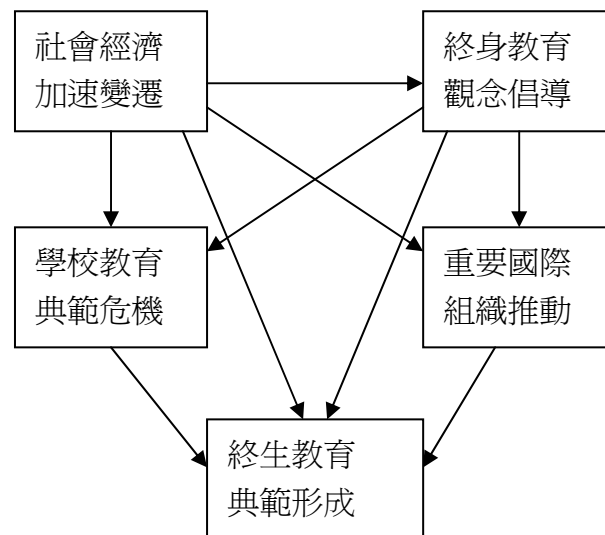 社會經濟
加速變遷
終身教育
觀念倡導
學校教育
典範危機
重要國際
組織推動
終生教育
典範形成